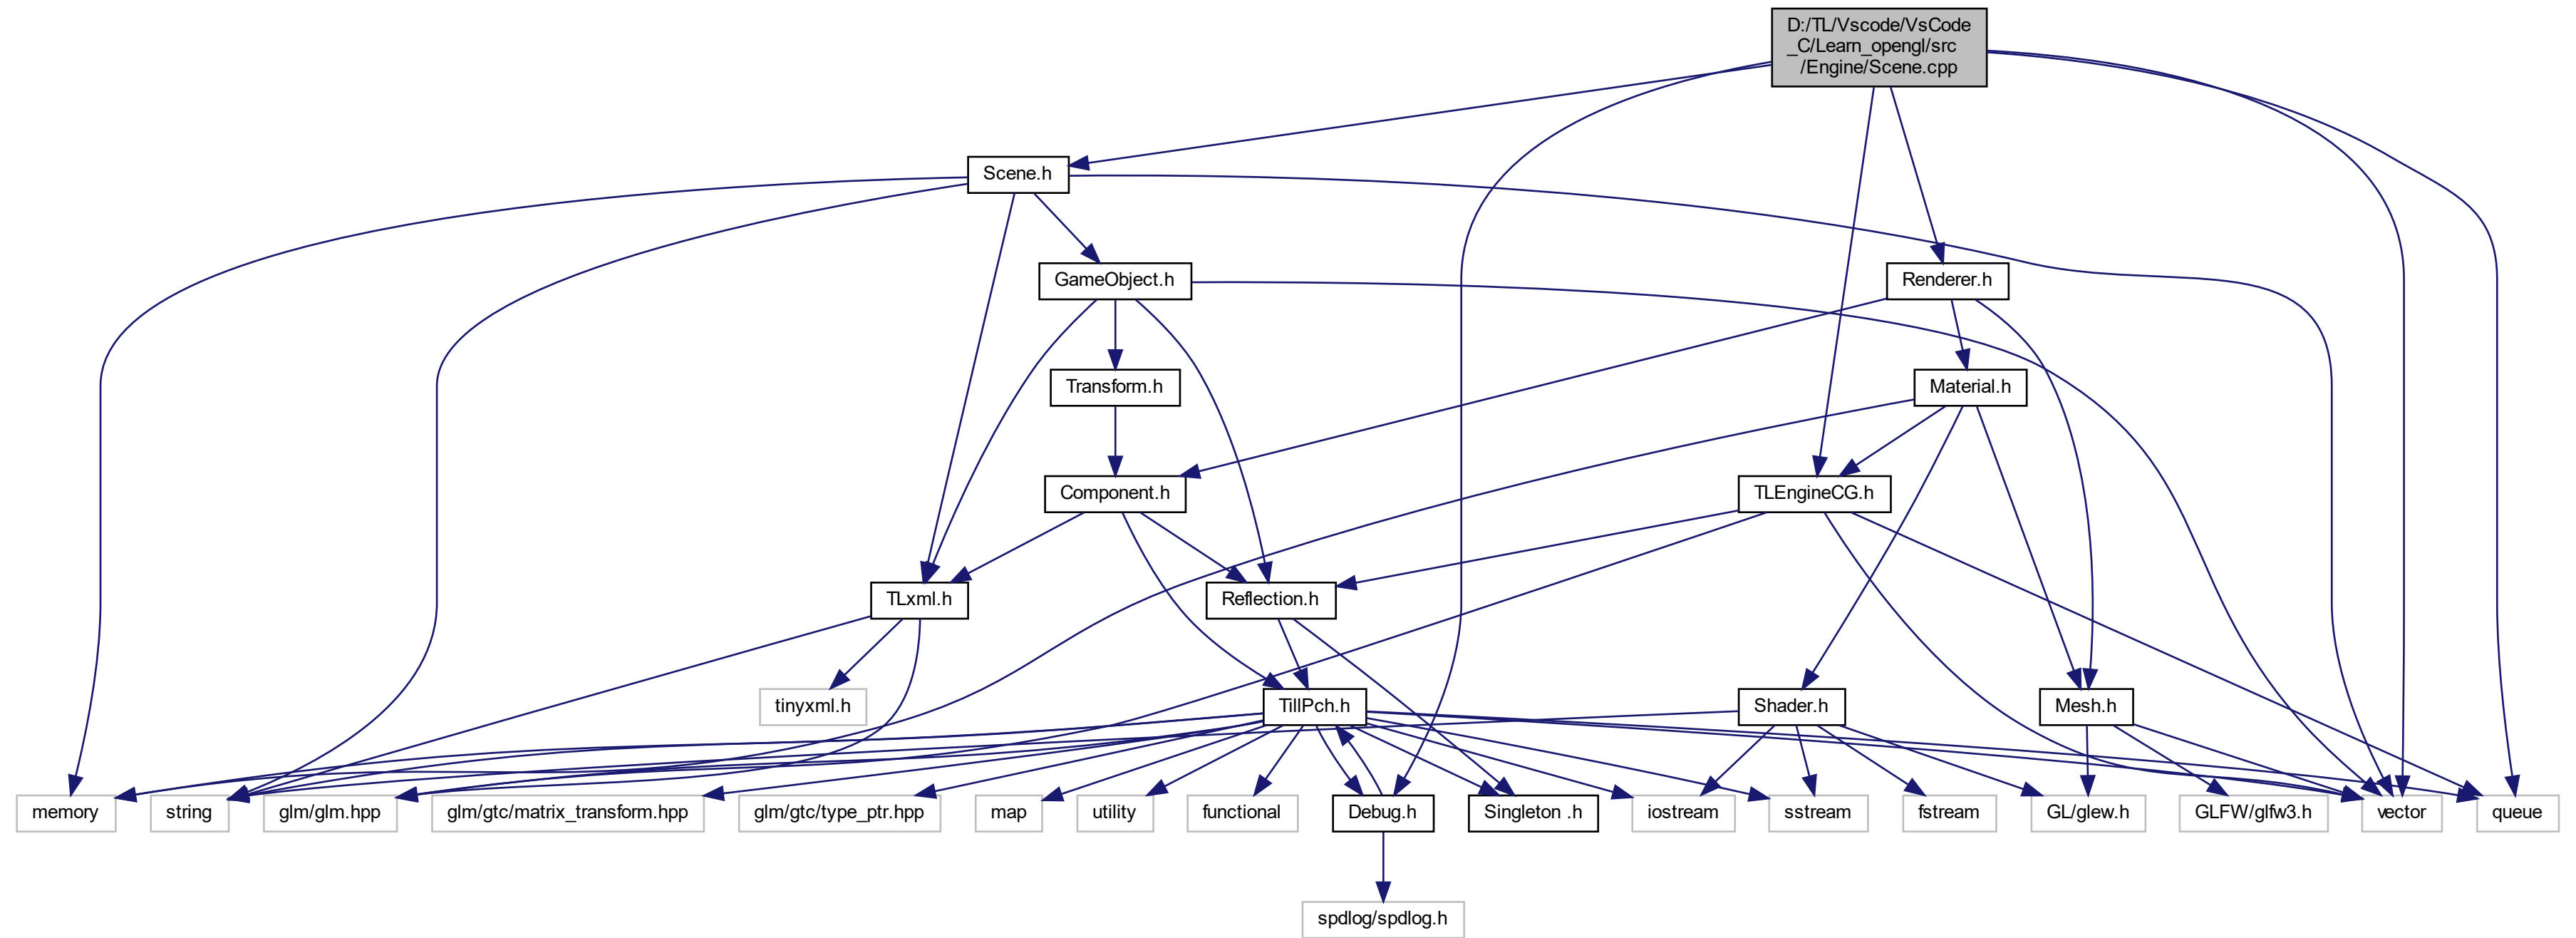 D:/TL/Vscode/VsCode
_C/Learn_opengl/src
/Engine/Scene.cpp
Scene.h
GameObject.h
Renderer.h
Transform.h
Material.h
Component.h
TLEngineCG.h
TLxml.h
Reflection.h
tinyxml.h
TillPch.h
Shader.h
Mesh.h
memory
string
glm/glm.hpp
glm/gtc/matrix_transform.hpp
glm/gtc/type_ptr.hpp
map
utility
functional
Debug.h
Singleton .h
iostream
sstream
fstream
GL/glew.h
GLFW/glfw3.h
vector
queue
spdlog/spdlog.h